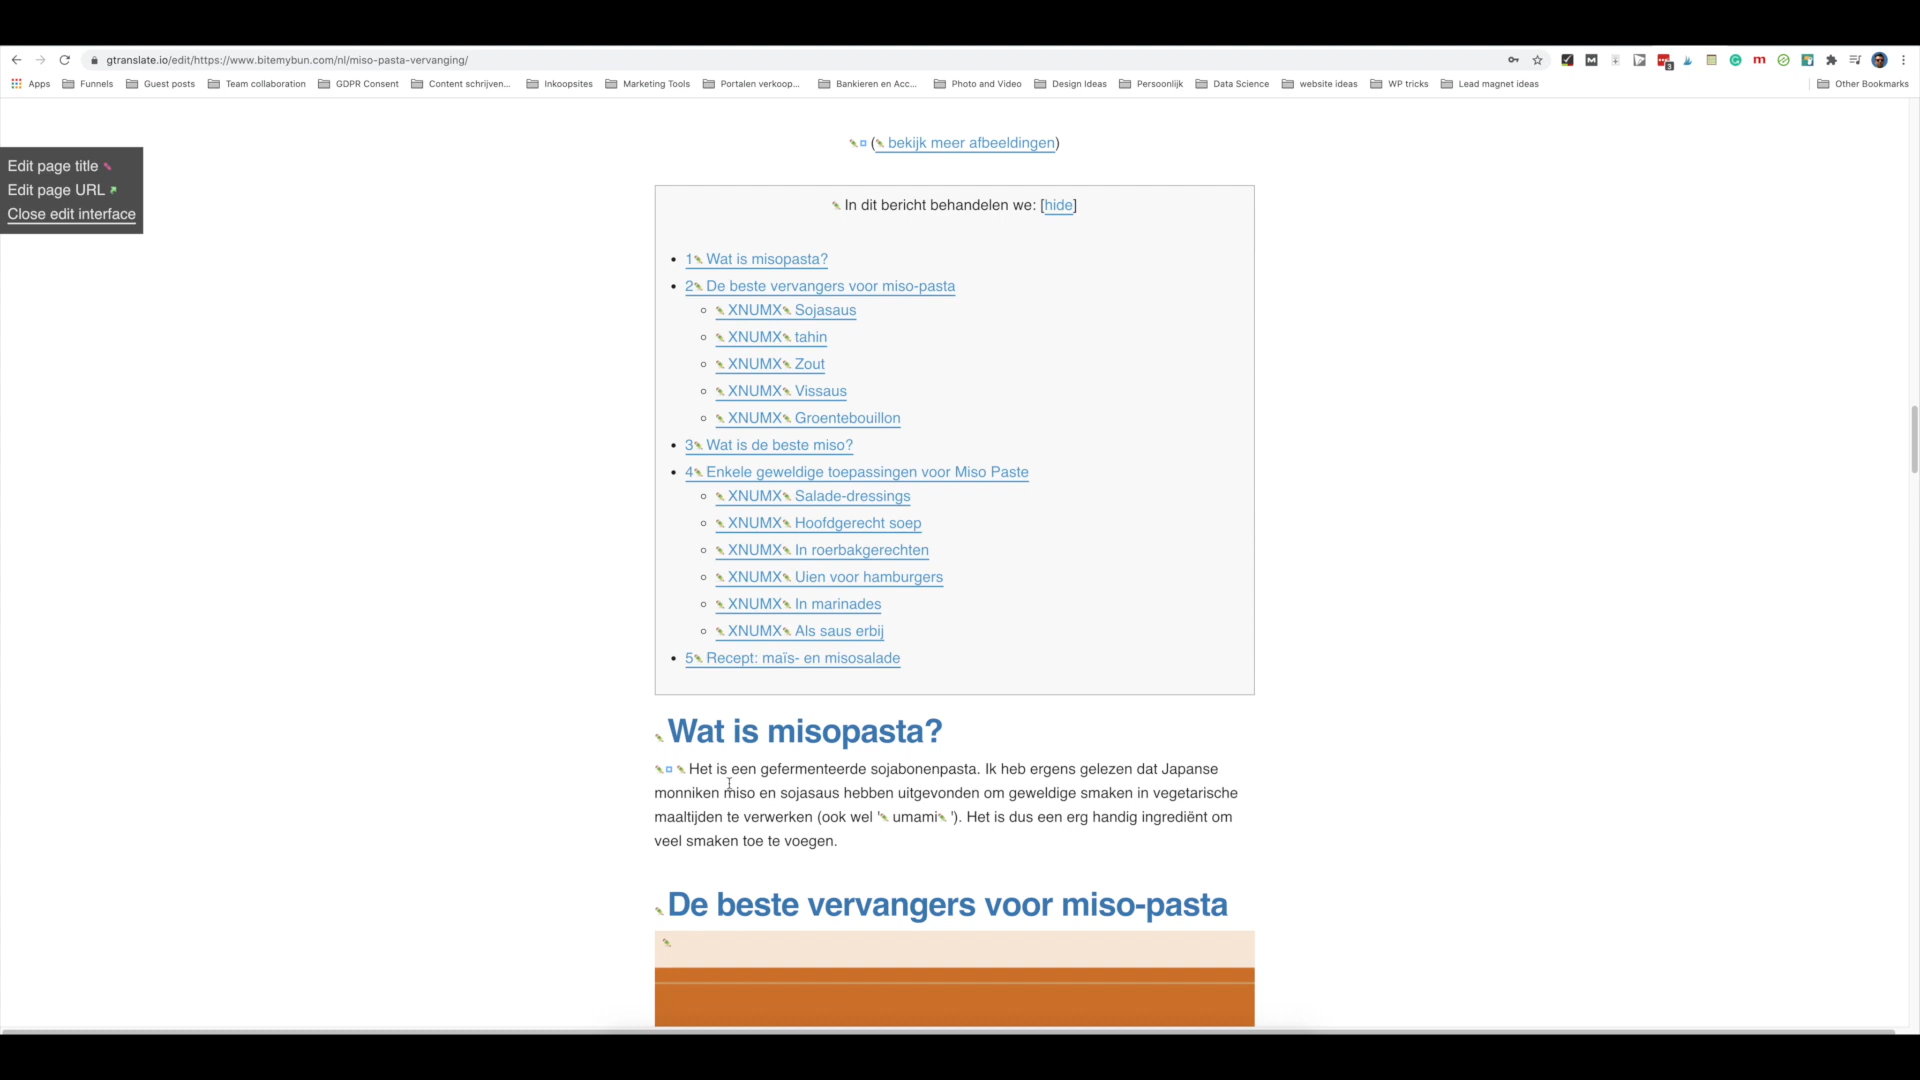 gtranslate.io/edit/https://www.bitemybun.com/nl/miso-pasta-vervanging/
Apps Funnels Guest posts Team collaboration GDPR Consent Content schrijven... Inkoopsites Marketing Tools Portalen verkoop... Bankieren en Acc... Photo and Video Design Ideas Persoonlijk Data Science website ideas WP tricks Lead magnet ideas Other Bookmarks
(bekijk meer afbeeldingen)
Edit page title
Edit page URL
Close edit interface
In dit bericht behandelen we: [hide]
1 Wat is misopasta?
2 De beste vervangers voor miso-pasta
XNUMX Sojasaus
XNUMX tahin
XNUMX Zout
XNUMX Vissaus
XNUMX Groentebouillon
3 Wat is de beste miso?
4 Enkele geweldige toepassingen voor Miso Paste
XNUMX Salade-dressings
XNUMX Hoofdgerecht soep
XNUMX In roerbakgerechten
XNUMX Uien voor hamburgers
XNUMX In marinades
XNUMX Als saus erbij
5 Recept: maïs- en misosalade
Wat is misopasta?
Het is een gefermenteerde sojabonenpasta. Ik heb ergens gelezen dat Japanse
monniken miso en sojasaus hebben uitgevonden om geweldige smaken in vegetarische
maaltijden te verwerken (ook wel 'umami'). Het is dus een erg handig ingrediënt om
veel smaken toe te voegen.
De beste vervangers voor miso-pasta